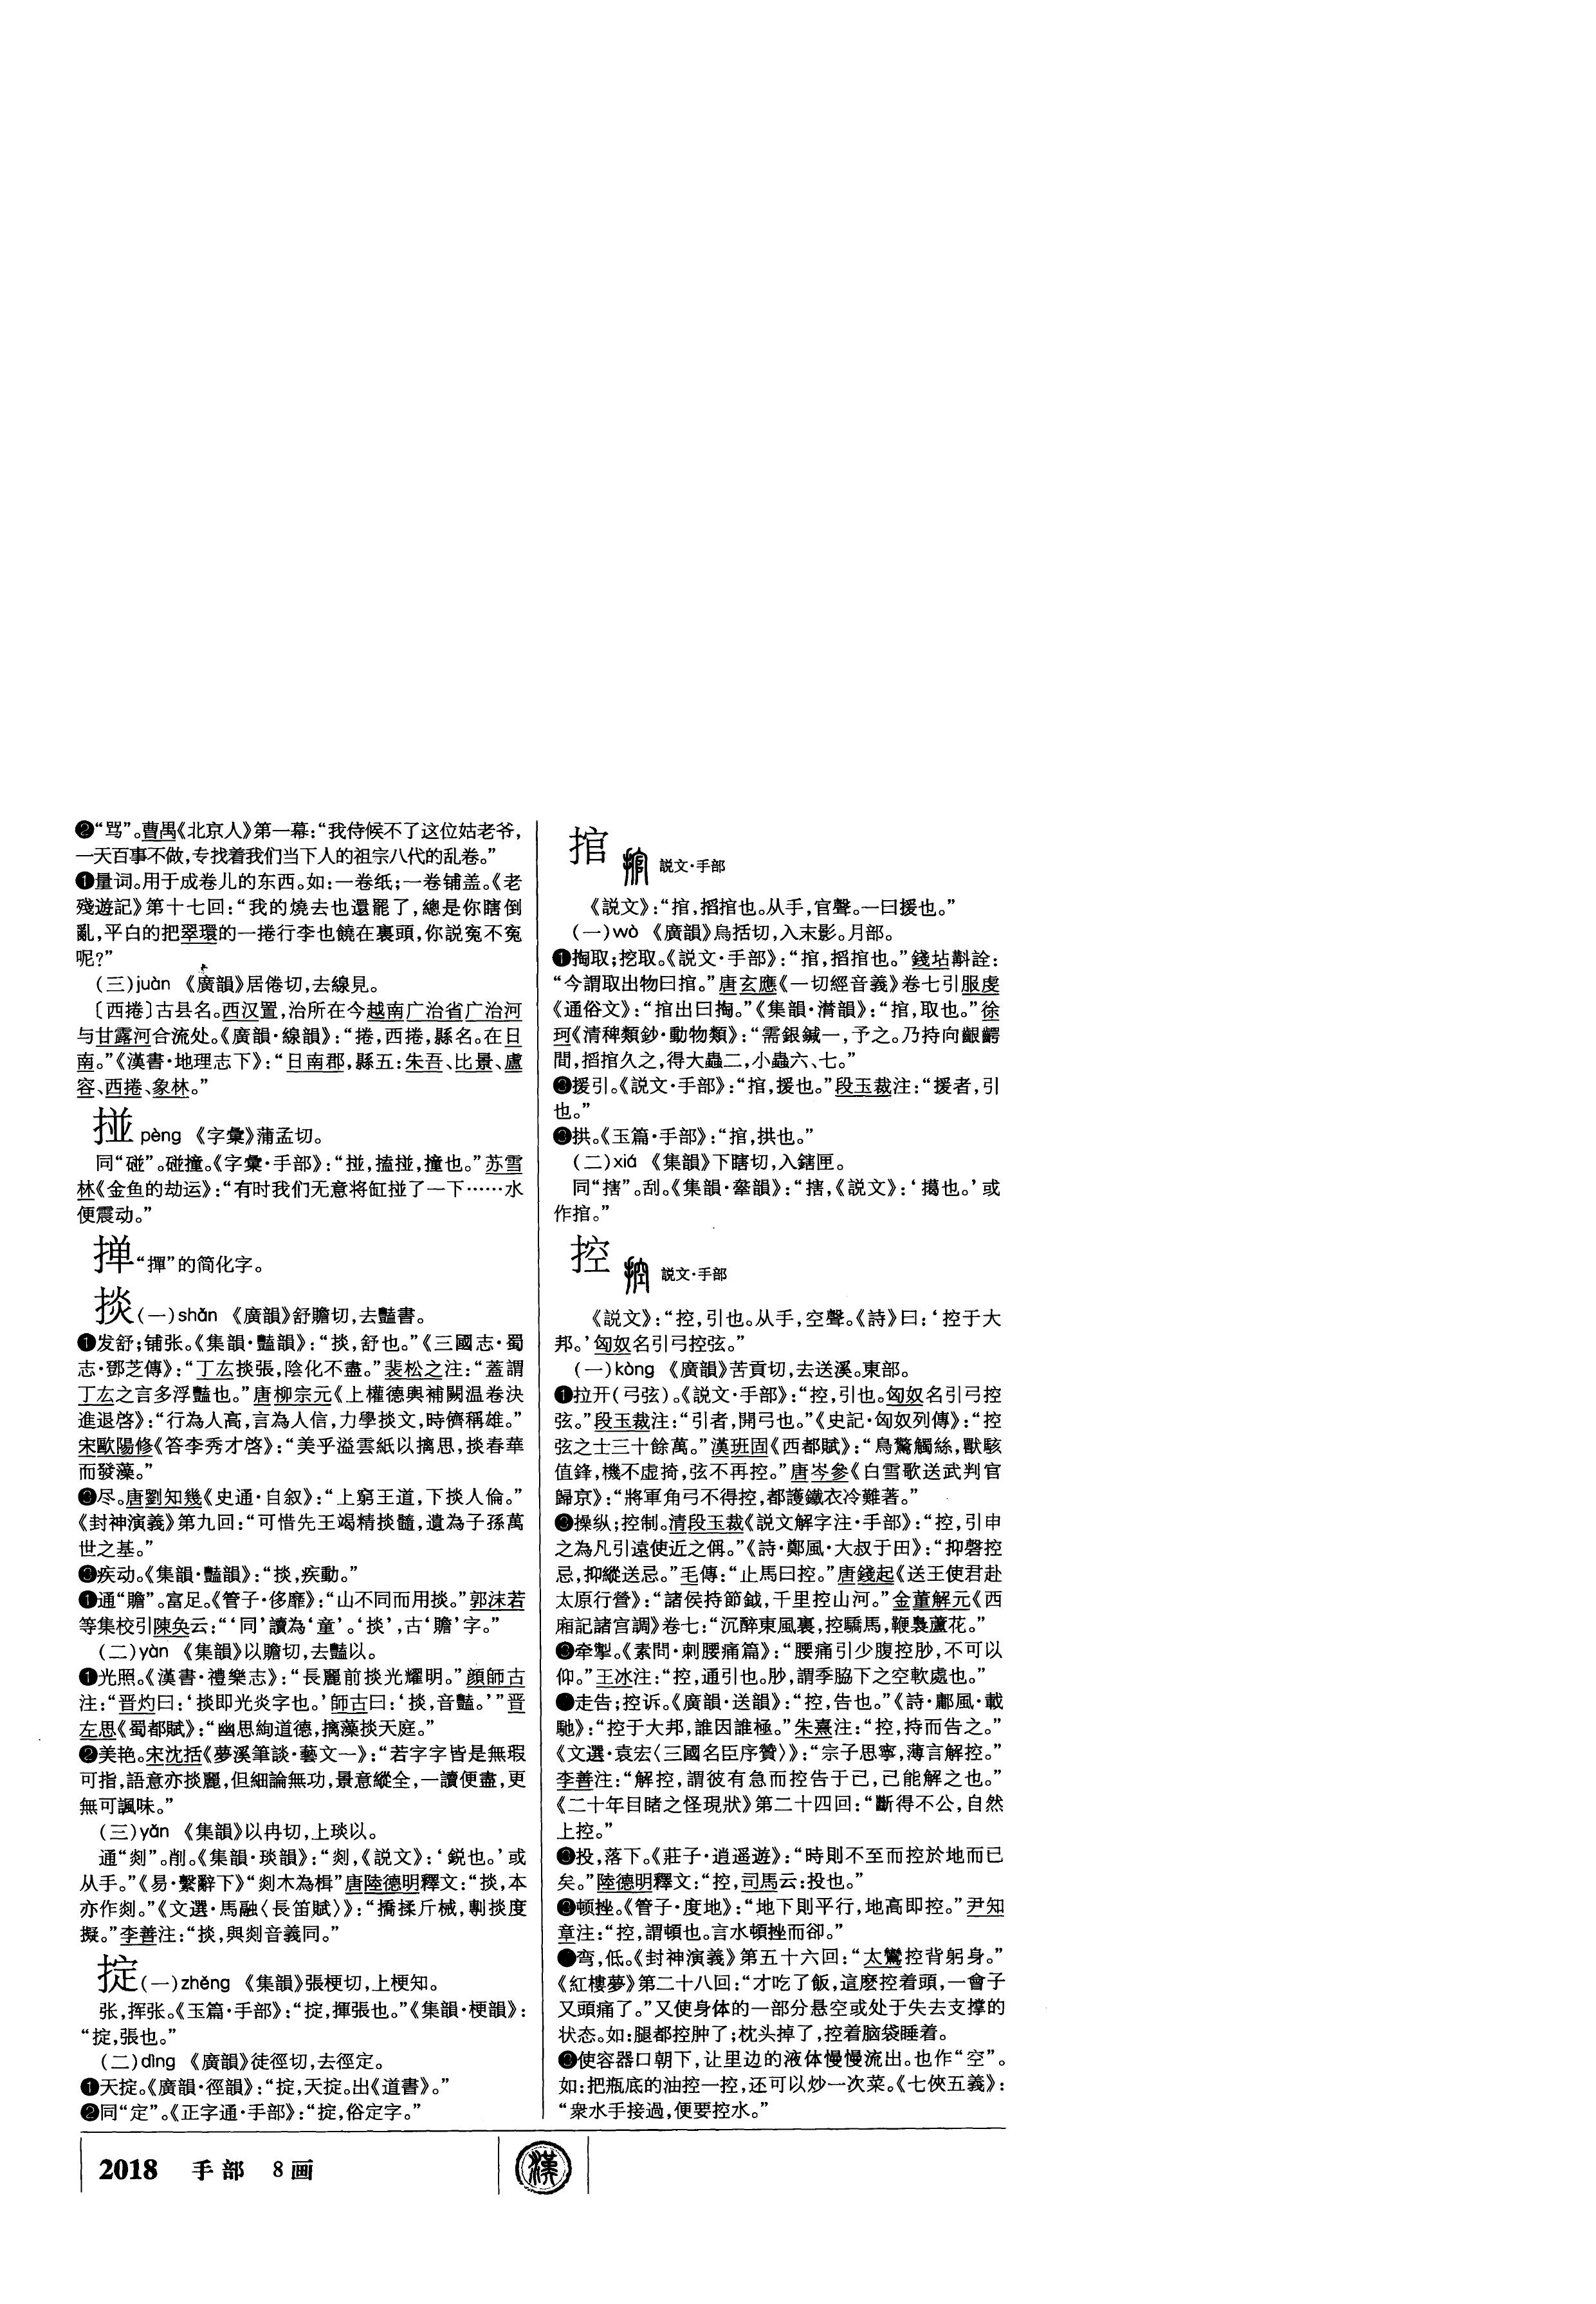 ❷“骂”。曹禺《北京人》第一幕：“我侍候不了这位姑老爷，
一天百事不做，专找着我们当下人的祖宗八代的乱卷。”
❶量词。用于成卷儿的东西。如：一卷纸；一卷铺盖。《老
殘遊記》第十七回：“我的燒去也還罷了，總是你瞎倒
亂，平白的把翠環的一捲行李也饒在裏頭，你説寃不寃
呢？”
（三）juàn 《廣韻》居倦切，去線見。
〔西捲〕古县名。西汉置，治所在今越南广治省广治河
与甘露河合流处。《廣韻·線韻》：“捲，西捲，縣名。在日
南。”《漢書·地理志下》：“日南郡，縣五：朱吾、比景、盧
容、西捲、象林。”
掽 pèng 《字彙》蒲孟切。
同“碰”。碰撞。《字彙·手部》：“掽，搕掽，撞也。”苏雪
林《金鱼的劫运》：“有时我们无意将缸掽了一下……水
便震动。”
掸“撣”的简化字。
掞（一）shǎn 《廣韻》舒贍切，去豔書。
❶发舒；铺张。《集韻·豔韻》：“掞，舒也。”《三國志·蜀
志·鄧芝傳》：“丁厷掞張，陰化不盡。”裴松之注：“蓋謂
丁厷之言多浮豔也。”唐柳宗元《上權德輿補闕温卷決
進退啓》：“行為人高，言為人信，力學掞文，時儕稱雄。”
宋歐陽修《答李秀才啓》：“美乎溢雲紙以摛思，掞春華
而發藻。”
❸尽。唐劉知幾《史通·自叙》：“上窮王道，下掞人倫。”
《封神演義》第九回：“可惜先王竭精掞髓，遺為子孫萬
世之基。”
❸疾动。《集韻·豔韻》：“掞，疾動。”
❶通“贍”。富足。《管子·侈靡》：“山不同而用掞。”郭沫若
等集校引陳奂云：“‘同’讀為‘童’。‘掞’，古‘贍’字。”
（二）yàn 《集韻》以贍切，去豔以。
❶光照。《漢書·禮樂志》：“長麗前掞光耀明。”顔師古
注：“晋灼曰：‘掞即光炎字也。’師古曰：‘掞，音豔。’”晋
左思《蜀都賦》：“幽思絢道德，摛藻掞天庭。”
❷美艳。宋沈括《夢溪筆談·藝文一》：“若字字皆是無瑕
可指，語意亦掞麗，但細論無功，景意縱全，一讀便盡，更
無可諷味。”
（三）yǎn 《集韻》以冉切，上琰以。
通“剡”。削。《集韻·琰韻》：“剡，《説文》：‘鋭也。’或
从手。”《易·繫辭下》“剡木為楫”唐陸德明釋文：“掞，本
亦作剡。”《文選·馬融〈長笛賦〉》：“撟揉斤械，剸掞度
擬。”李善注：“掞，與剡音義同。”
掟（一）zhěng 《集韻》張梗切，上梗知。
张，挥张。《玉篇·手部》：“掟，揮張也。”《集韻·梗韻》：
“掟，張也。”
（二）dìng 《廣韻》徒徑切，去徑定。
❶天掟。《廣韻·徑韻》：“掟，天掟。出《道書》。”
❷同“定”。《正字通·手部》：“掟，俗定字。”
捾 説文·手部
《説文》：“捾，搯捾也。从手，官聲。一曰援也。”
（一）wò 《廣韻》烏括切，入末影。月部。
❶掏取；挖取。《説文·手部》：“捾，搯捾也。”錢坫斠詮：
“今謂取出物曰捾。”唐玄應《一切經音義》卷七引服虔
《通俗文》：“捾出曰掏。”《集韻·潸韻》：“捾，取也。”徐
珂《清稗類鈔·動物類》：“需銀鍼一，予之。乃持向齦齶
間，搯捾久之，得大蟲二，小蟲六、七。”
❸援引。《説文·手部》：“捾，援也。”段玉裁注：“援者，引
也。”
❸拱。《玉篇·手部》：“捾，拱也。”
（二）xiá 《集韻》下瞎切，入鎋匣。
同“搳”。刮。《集韻·舝韻》：“搳，《説文》：‘擖也。’或
作捾。”
控 説文·手部
《説文》：“控，引也。从手，空聲。《詩》曰：‘控于大
邦。’匈奴名引弓控弦。”
（一）kòng 《廣韻》苦貢切，去送溪。東部。
❶拉开（弓弦）。《説文·手部》：“控，引也。匈奴名引弓控
弦。”段玉裁注：“引者，開弓也。”《史記·匈奴列傳》：“控
弦之士三十餘萬。”漢班固《西都賦》：“鳥驚觸絲，獸駭
值鋒，機不虚掎，弦不再控。”唐岑參《白雪歌送武判官
歸京》：“將軍角弓不得控，都護鐵衣冷難著。”
❷操纵；控制。清段玉裁《説文解字注·手部》：“控，引申
之為凡引遠使近之偁。”《詩·鄭風·大叔于田》：“抑磬控
忌，抑縱送忌。”毛傳：“止馬曰控。”唐錢起《送王使君赴
太原行營》：“諸侯持節鉞，千里控山河。”金董解元《西
廂記諸宫調》卷七：“沉醉東風裏，控驕馬，鞭裊蘆花。”
❸牵掣。《素問·刺腰痛篇》：“腰痛引少腹控䏚，不可以
仰。”王冰注：“控，通引也。䏚，謂季脇下之空軟處也。”
●走告；控诉。《廣韻·送韻》：“控，告也。”《詩·鄘風·載
馳》：“控于大邦，誰因誰極。”朱熹注：“控，持而告之。”
《文選·袁宏〈三國名臣序贊〉》：“宗子思寧，薄言解控。”
李善注：“解控，謂彼有急而控告于已，已能解之也。”
《二十年目睹之怪現狀》第二十四回：“斷得不公，自然
上控。”
❸投，落下。《莊子·逍遥遊》：“時則不至而控於地而已
矣。”陸德明釋文：“控，司馬云：投也。”
❸顿挫。《管子·度地》：“地下則平行，地高即控。”尹知
章注：“控，謂頓也。言水頓挫而卻。”
●弯，低。《封神演義》第五十六回：“太鸞控背躬身。”
《紅樓夢》第二十八回：“才吃了飯，這麽控着頭，一會子
又頭痛了。”又使身体的一部分悬空或处于失去支撑的
状态。如：腿都控肿了；枕头掉了，控着脑袋睡着。
❸使容器口朝下，让里边的液体慢慢流出。也作“空”。
如：把瓶底的油控一控，还可以炒一次菜。《七俠五義》：
“衆水手接過，便要控水。”
2018 手部 8画
漢